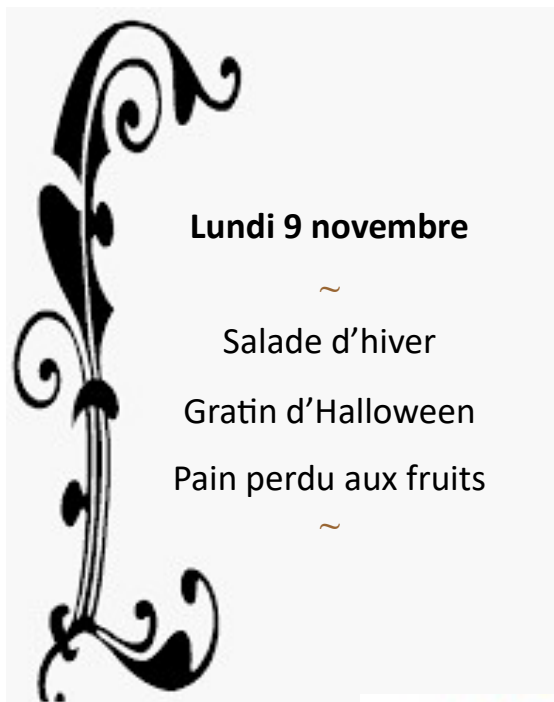 Lundi 9 novembre
~
Salade d’hiver
Gratin d’Halloween
Pain perdu aux fruits
~